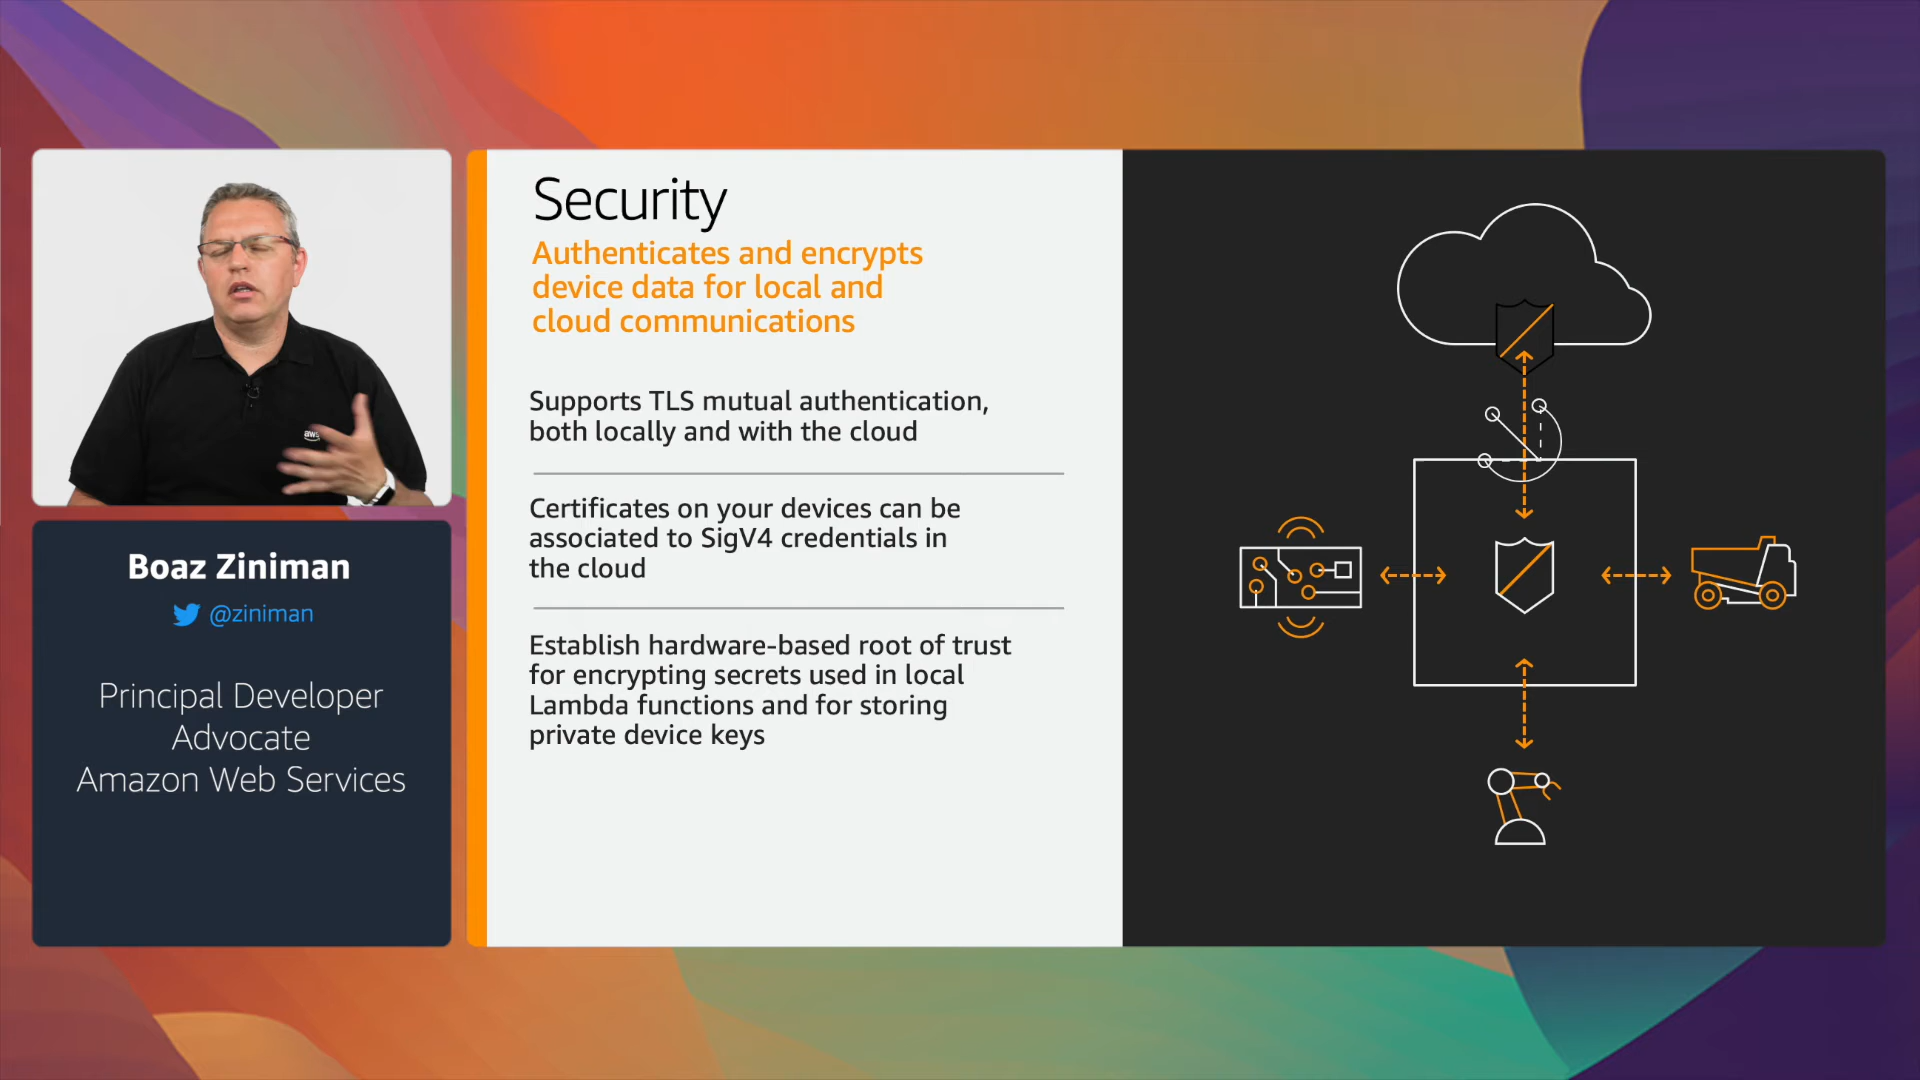 aws
Boaz Ziniman
@ziniman
Principal Developer
Advocate
Amazon Web Services
Security
Authenticates and encrypts
device data for local and
cloud communications
Supports TLS mutual authentication,
both locally and with the cloud
Certificates on your devices can be
associated to SigV4 credentials in
the cloud
Establish hardware-based root of trust
for encrypting secrets used in local
Lambda functions and for storing
private device keys